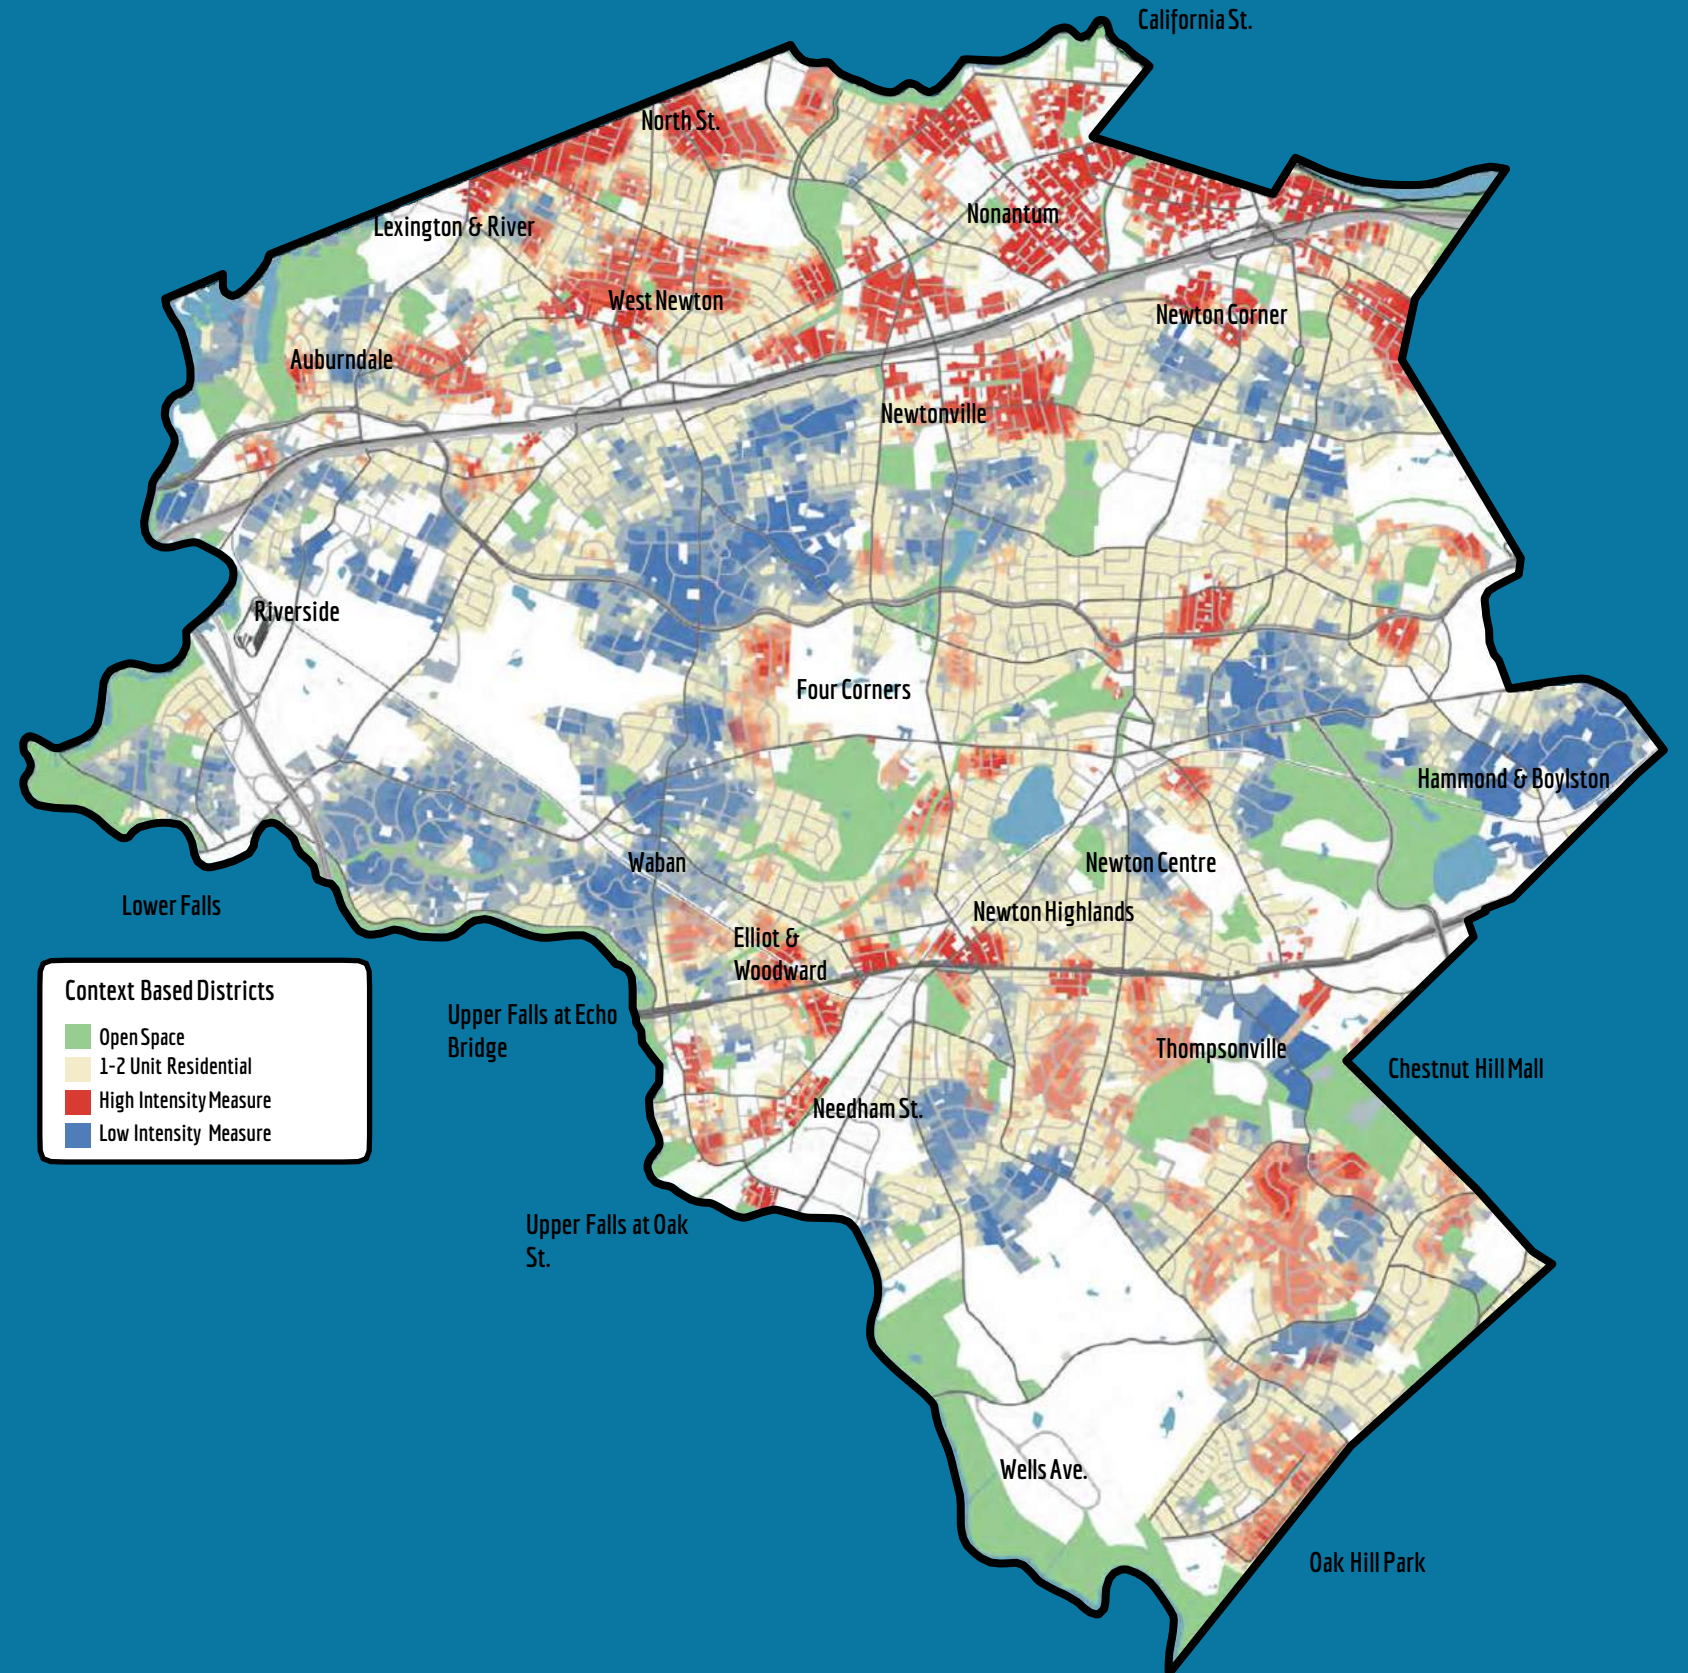 California St.
North St.
Nonantum
Lexington & River
West Newton
Newton Corner
Auburndale
Newtonville
Riverside
Four Corners
Hammond & Boylston
Waban
Newton Centre
Lower Falls
Newton Highlands
Elliot &
Woodward
Context Based Districts
Open Space
1-2 Unit Residential
High Intensity Measure
Low Intensity Measure
Upper Falls at Echo
Bridge
Thompsonville
Chestnut Hill Mall
Needham St.
Upper Falls at Oak
St.
Wells Ave.
Oak Hill Park